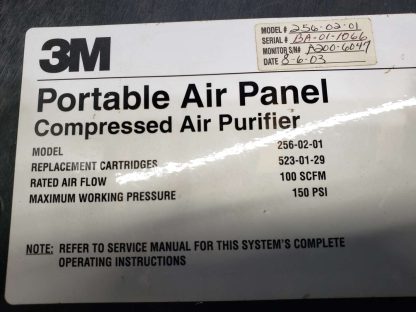 3M
MODEL # 256-02-01
SERIAL # BA-01-1066
MONITOR S/N# A200-6047
DATE 8-6-03
Portable Air Panel
Compressed Air Purifier
MODEL 256-02-01
REPLACEMENT CARTRIDGES 523-01-29
RATED AIR FLOW 100 SCFM
MAXIMUM WORKING PRESSURE 150 PSI
NOTE: REFER TO SERVICE MANUAL FOR THIS SYSTEM'S COMPLETE
OPERATING INSTRUCTIONS